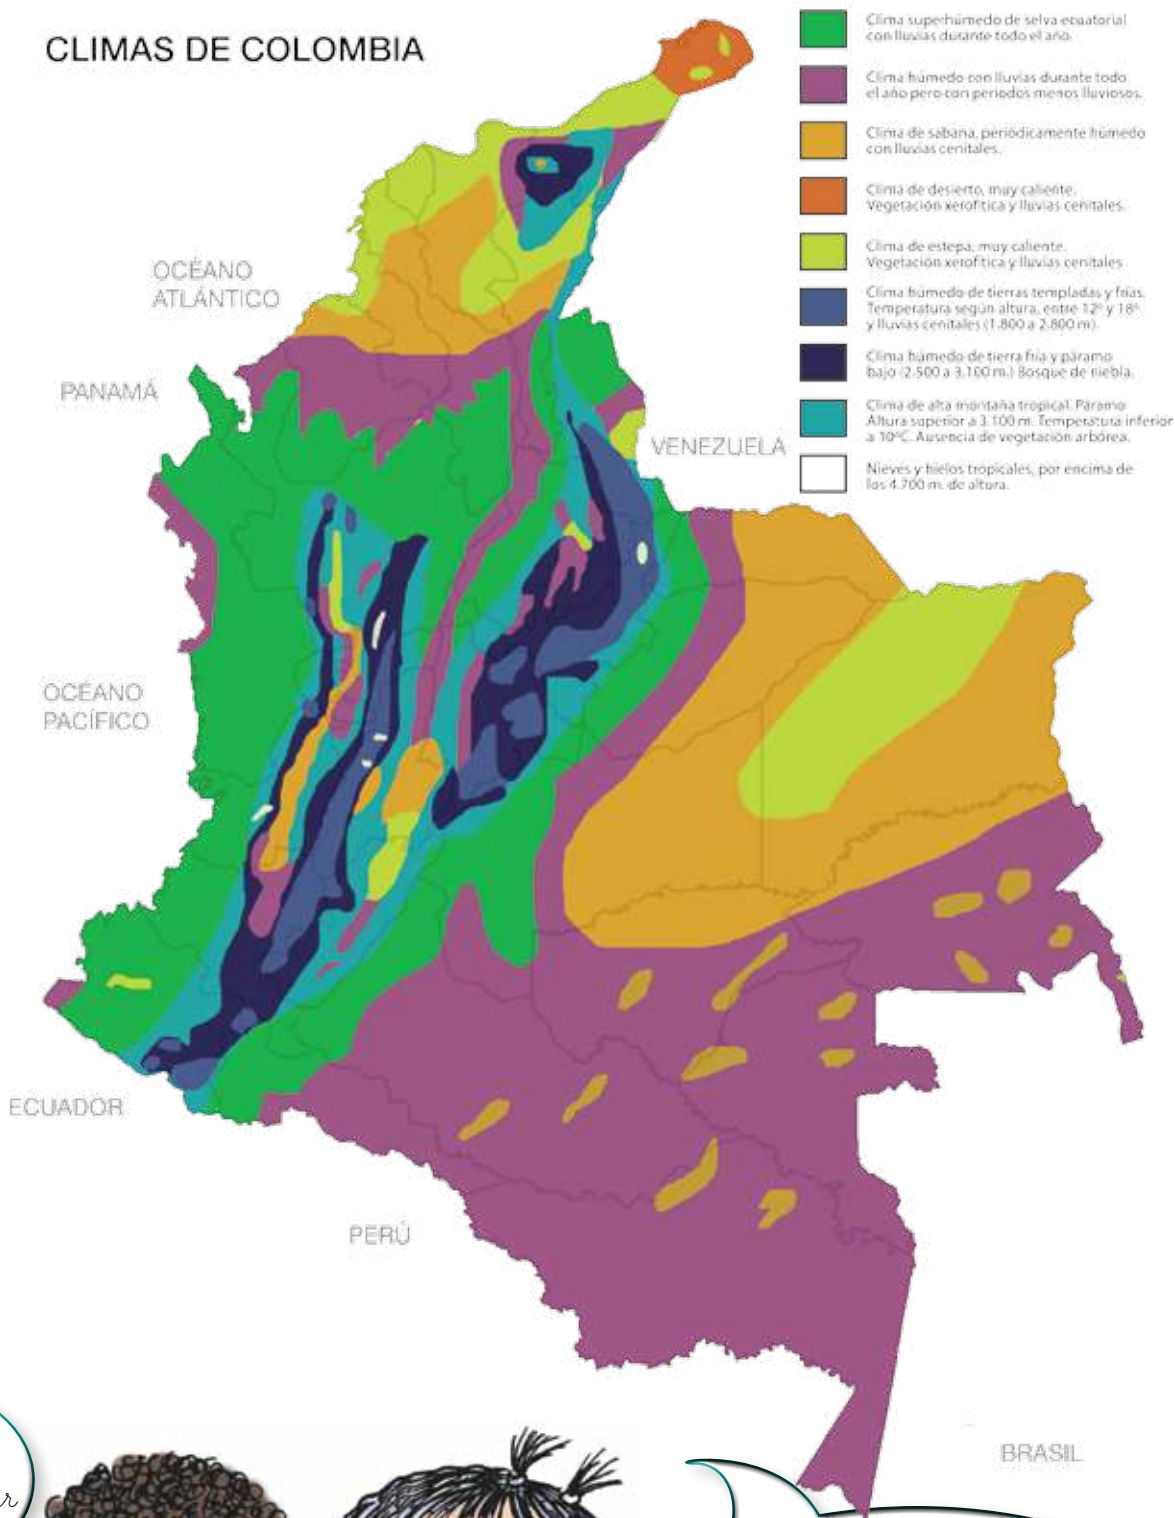 CLIMAS DE COLOMBIA
Clima superhúmedo de selva ecuatorial
con lluvias durante todo el año.
Clima húmedo con lluvias durante todo
el año pero con periodos menos lluviosos.
Clima de sabana, periódicamente húmedo
con lluvias cenitales.
Clima de desierto, muy caliente.
Vegetación xerofítica y lluvias cenitales.
Clima de estepa, muy caliente.
Vegetación xerofítica y lluvias cenitales
Clima húmedo de tierras templadas y frías.
Temperatura según altura, entre 12º y 18º
y lluvias cenitales (1.800 a 2.800 m).
Clima húmedo de tierra fría y páramo
bajo (2.500 a 3.100 m.) Bosque de niebla.
Clima de alta montaña tropical. Páramo
Altura superior a 3.100 m. Temperatura inferior
a 10ºC. Ausencia de vegetación arbórea.
Nieves y hielos tropicales, por encima de
los 4.700 m. de altura.
OCÉANO
ATLÁNTICO
PANAMÁ
VENEZUELA
OCÉANO
PACÍFICO
ECUADOR
PERÚ
BRASIL